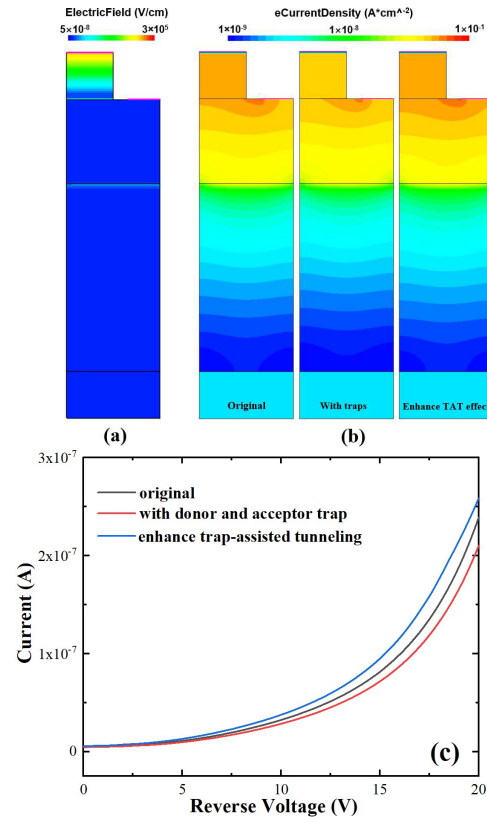 ElectricField (V/cm)
5×10⁻⁸ 3×10⁵
eCurrentDensity (A*cm^-2)
1×10⁻⁹ 1×10⁻⁸ 1×10⁻¹
Original
With traps
Enhance TAT effec
(a)
(b)
3x10⁻⁷
2x10⁻⁷
1x10⁻⁷
0
Current (A)
original
with donor and acceptor trap
enhance trap-assisted tunneling
(c)
0 5 10 15 20
Reverse Voltage (V)